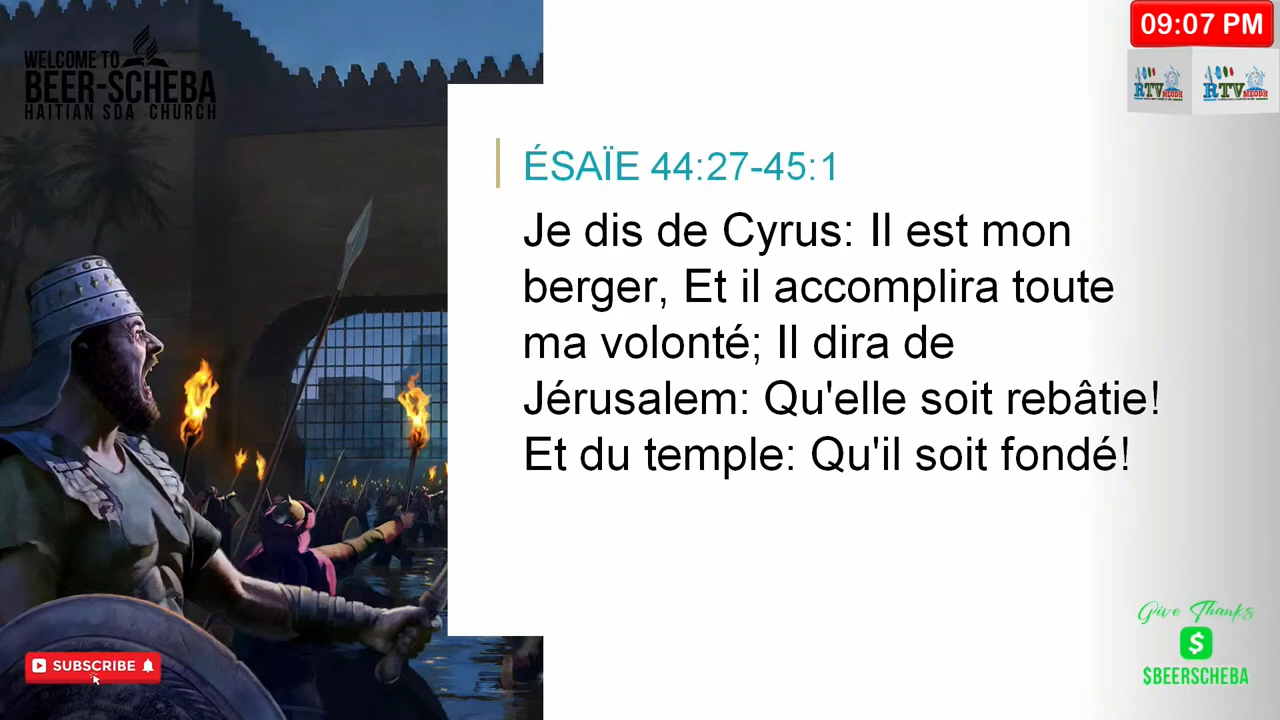 WELCOME TO
BEER-SCHEBA
HAITIAN SDA CHURCH
09:07 PM
RTV MEODH
RTV MEODH
ÉSAÏE 44:27-45:1
Je dis de Cyrus: Il est mon
berger, Et il accomplira toute
ma volonté; Il dira de
Jérusalem: Qu'elle soit rebâtie!
Et du temple: Qu'il soit fondé!
SUBSCRIBE
Give Thanks
$
$BEERSCHEBA